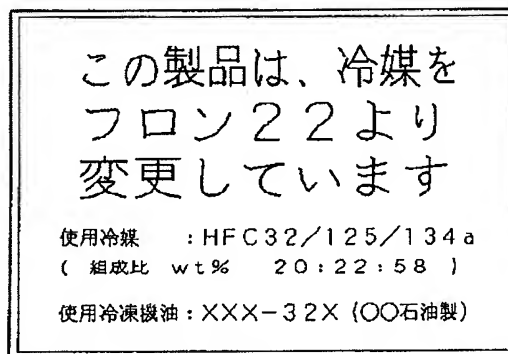 この製品は、冷媒を
フロン22より
変更しています
使用冷媒　：HFC32/125/134a
( 組成比 wt% 20:22:58 )
使用冷凍機油：XXX-32X (○○石油製)